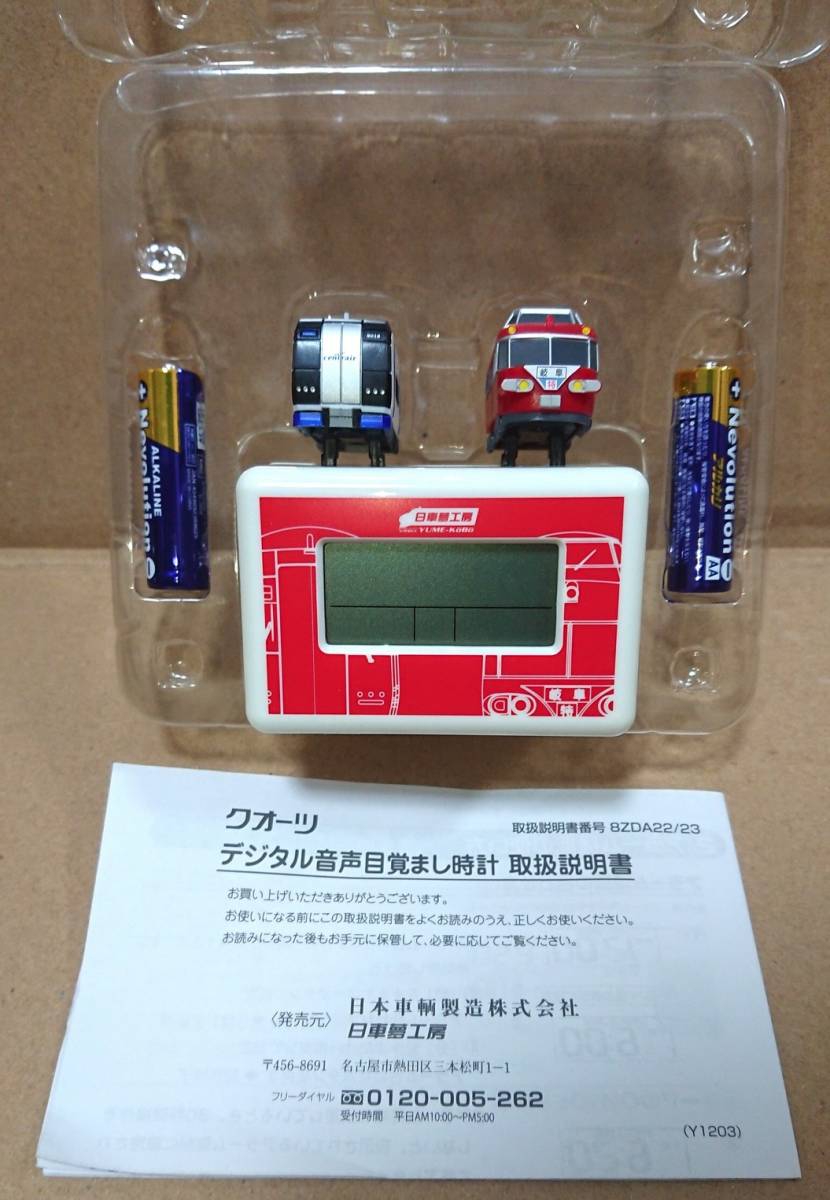 centrair
岐阜
特
Nevolution
ALKALINE
アルカリ
Nevolution
AA
日車夢工房
YUME-KOBO
岐阜
特
クオーツ
取扱説明書番号 8ZDA22/23
デジタル音声目覚まし時計 取扱説明書
お買い上げいただきありがとうございます。
お使いになる前にこの取扱説明書をよくお読みのうえ、正しくお使いください。
お読みになった後もお手元に保管して、必要に応じてご覧ください。
〈発売元〉 日本車輌製造株式会社
日車夢工房
〒456-8691 名古屋市熱田区三本松町1-1
フリーダイヤル 0120-005-262
受付時間 平日AM10:00~PM5:00
(Y1203)